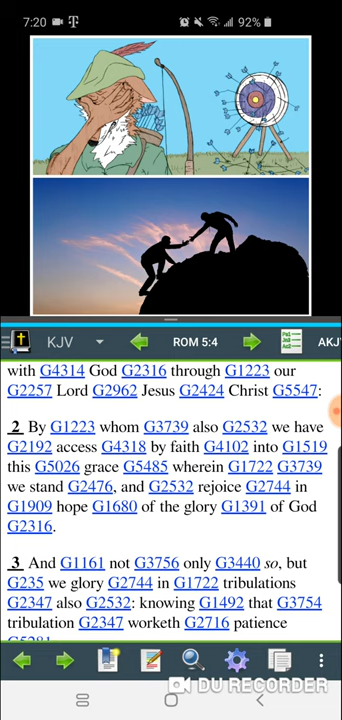 7:20 92%
KJV ROM 5:4 AKJ
with G4314 God G2316 through G1223 our
G2257 Lord G2962 Jesus G2424 Christ G5547:
2 By G1223 whom G3739 also G2532 we have
G2192 access G4318 by faith G4102 into G1519
this G5026 grace G5485 wherein G1722 G3739
we stand G2476, and G2532 rejoice G2744 in
G1909 hope G1680 of the glory G1391 of God
G2316.
3 And G1161 not G3756 only G3440 so, but
G235 we glory G2744 in G1722 tribulations
G2347 also G2532: knowing G1492 that G3754
tribulation G2347 worketh G2716 patience
G5281
DU RECORDER